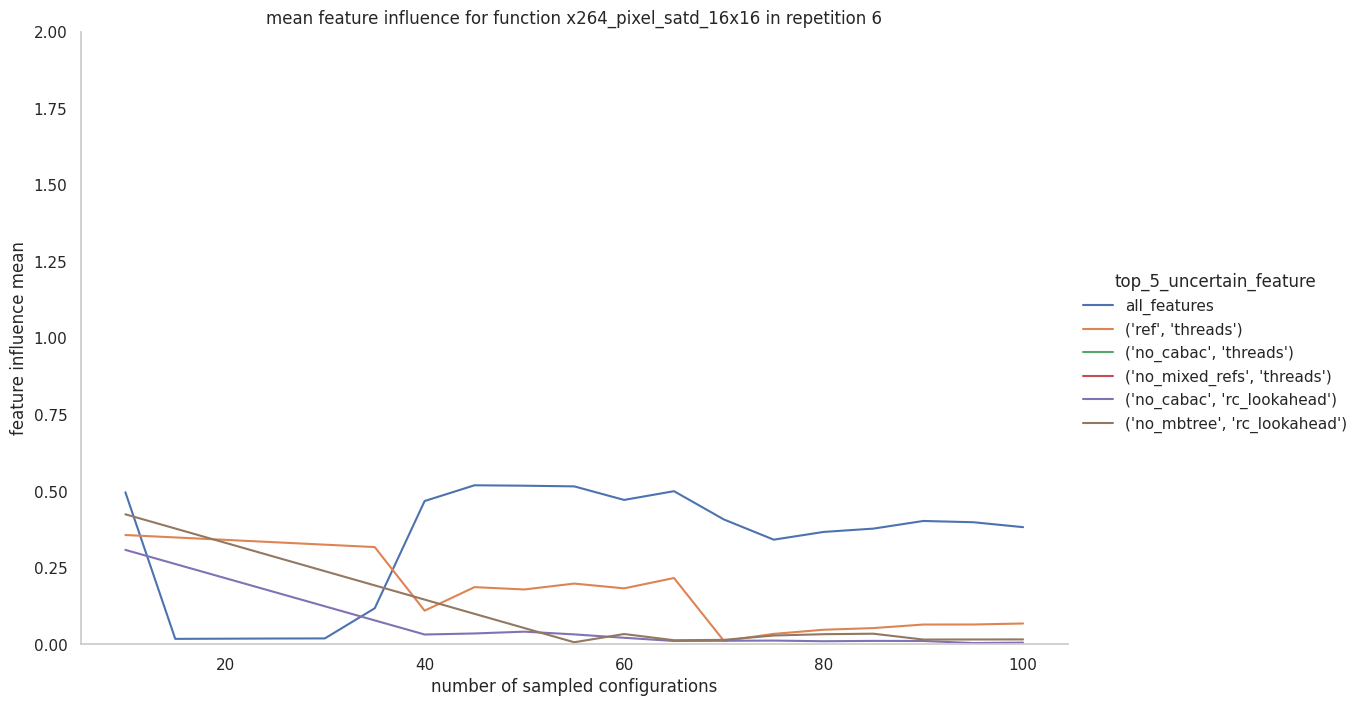 mean feature influence for function x264_pixel_satd_16x16 in repetition 6
2.00
1.75
1.50
1.25
1.00
0.75
0.50
0.25
0.00
feature influence mean
20
40
60
80
100
number of sampled configurations
top_5_uncertain_feature
all_features
('ref', 'threads')
('no_cabac', 'threads')
('no_mixed_refs', 'threads')
('no_cabac', 'rc_lookahead')
('no_mbtree', 'rc_lookahead')